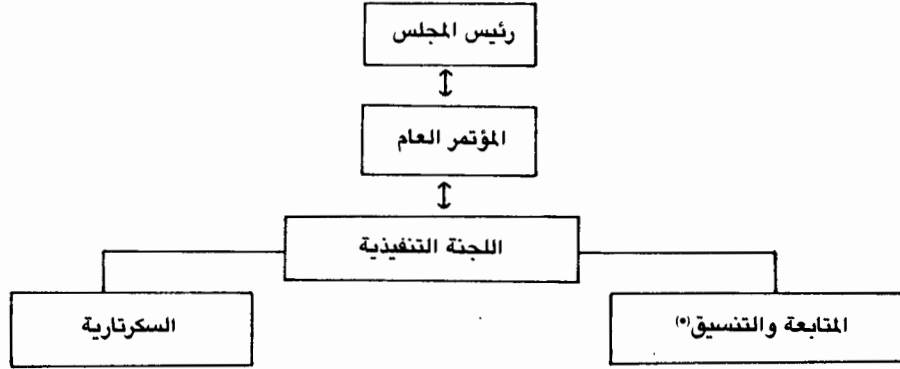 رئيس المجلس
المؤتمر العام
اللجنة التنفيذية
المتابعة والتنسيق(*)
السكرتارية